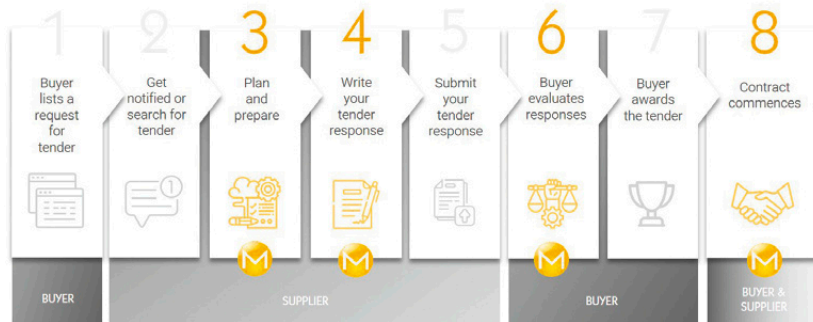 1
Buyer
lists a
request
for
tender
2
Get
notified or
search for
tender
1
3
Plan
and
prepare
4
Write
your
tender
response
5
Submit
your
tender
response
6
Buyer
evaluates
responses
7
Buyer
awards
the tender
8
Contract
commences
M
M
M
M
BUYER
SUPPLIER
BUYER
BUYER &
SUPPLIER